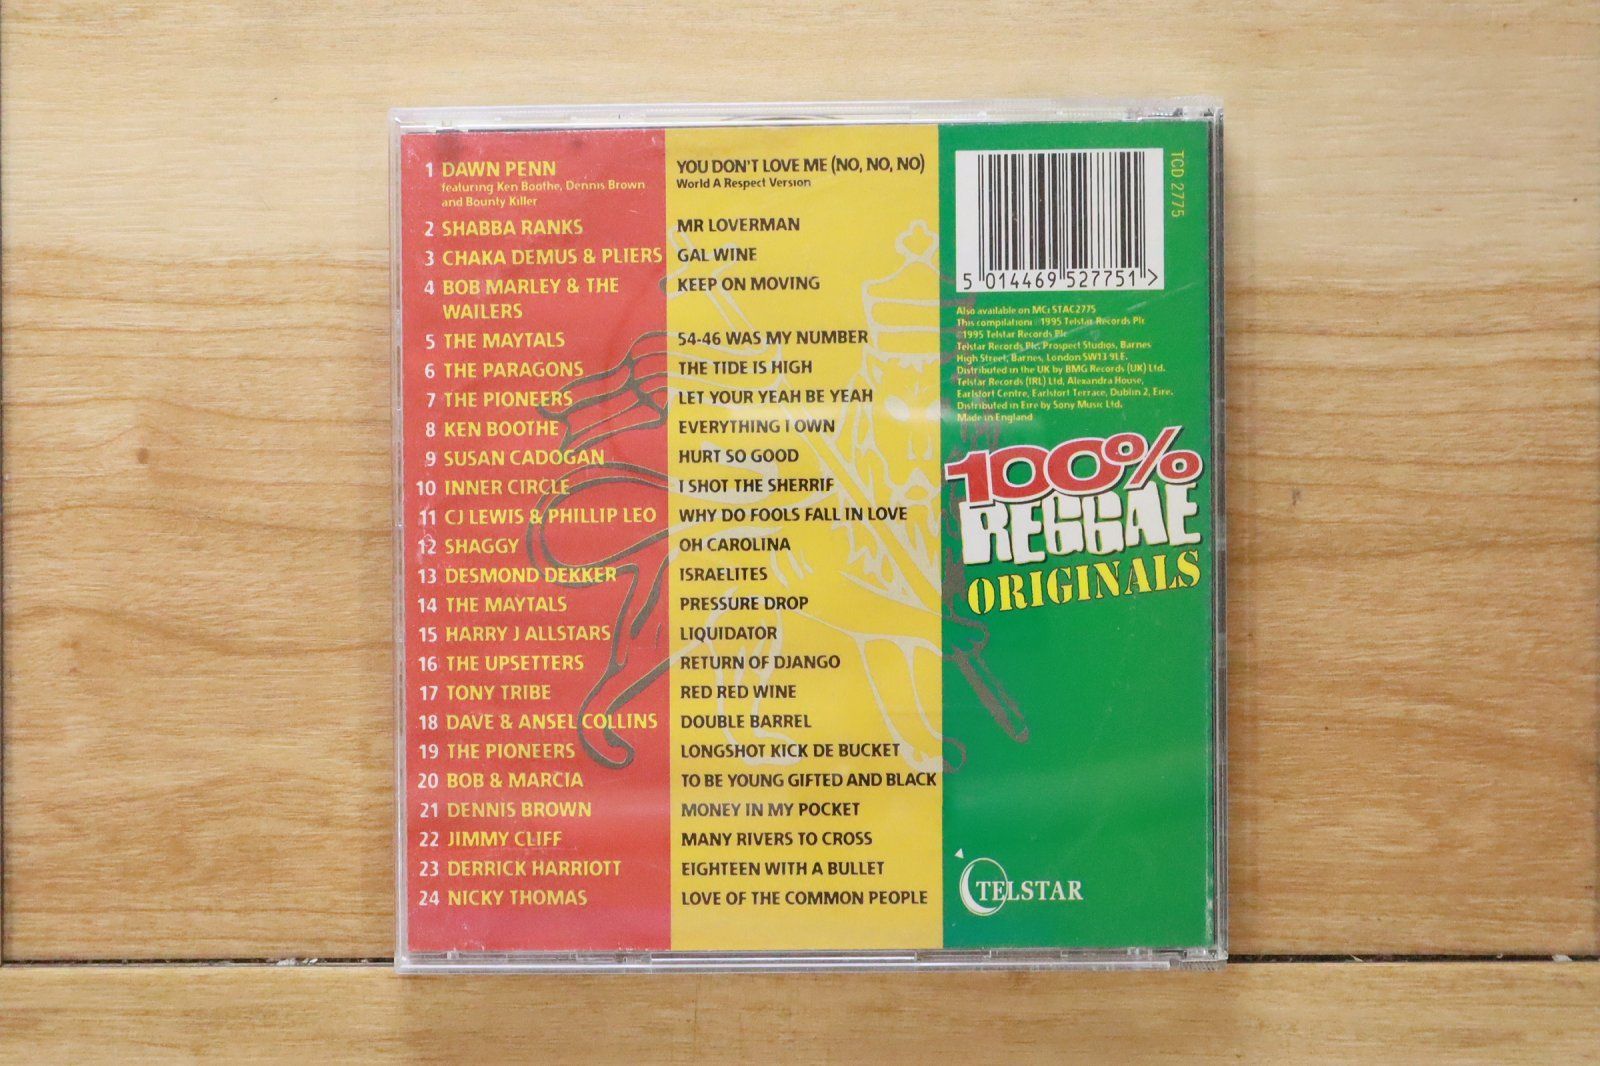 1 DAWN PENN YOU DON'T LOVE ME (NO, NO, NO)
featuring Ken Boothe, Dennis Brown World A Respect Version
and Bounty Killer
2 SHABBA RANKS MR LOVERMAN
3 CHAKA DEMUS & PLIERS GAL WINE
4 BOB MARLEY & THE KEEP ON MOVING
WAILERS
5 THE MAYTALS 54-46 WAS MY NUMBER
6 THE PARAGONS THE TIDE IS HIGH
7 THE PIONEERS LET YOUR YEAH BE YEAH
8 KEN BOOTHE EVERYTHING I OWN
9 SUSAN CADOGAN HURT SO GOOD
10 INNER CIRCLE I SHOT THE SHERRIF
11 CJ LEWIS & PHILLIP LEO WHY DO FOOLS FALL IN LOVE
12 SHAGGY OH CAROLINA
13 DESMOND DEKKER ISRAELITES
14 THE MAYTALS PRESSURE DROP
15 HARRY J ALLSTARS LIQUIDATOR
16 THE UPSETTERS RETURN OF DJANGO
17 TONY TRIBE RED RED WINE
18 DAVE & ANSEL COLLINS DOUBLE BARREL
19 THE PIONEERS LONGSHOT KICK DE BUCKET
20 BOB & MARCIA TO BE YOUNG GIFTED AND BLACK
21 DENNIS BROWN MONEY IN MY POCKET
22 JIMMY CLIFF MANY RIVERS TO CROSS
23 DERRICK HARRIOTT EIGHTEEN WITH A BULLET
24 NICKY THOMAS LOVE OF THE COMMON PEOPLE
TCD 2775
5 014469 527751 >
Also available on MC: STAC2775
This compilation: 1995 Telstar Records Plc
©1995 Telstar Records Plc
Telstar Records Plc. Prospect Studios, Barnes
High Street, Barnes, London SW13 9LE.
Distributed in the UK by BMG Records (UK) Ltd.
Telstar Records (IRL) Ltd, Alexandra House,
Earlsfort Centre, Earlsfort Terrace, Dublin 2, Eire.
Distributed in Eire by Sony Music Ltd.
Made in England
100%
REGGAE
ORIGINALS
TELSTAR